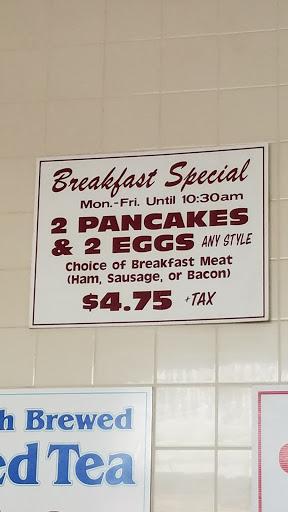 Breakfast Special
Mon.-Fri. Until 10:30am
2 PANCAKES
& 2 EGGS ANY STYLE
Choice of Breakfast Meat
(Ham, Sausage, or Bacon)
$4.75 +TAX
h Brewed
ed Tea